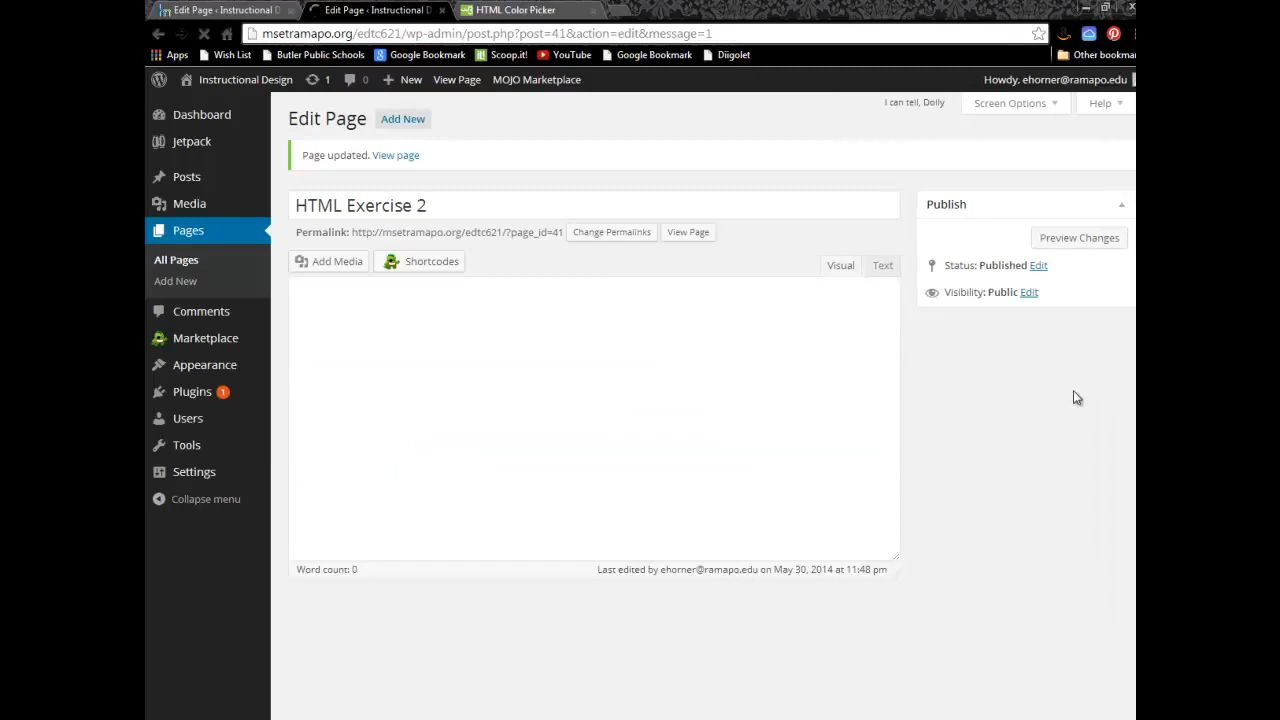 Edit Page ‹ Instructional D
Edit Page ‹ Instructional D
HTML Color Picker
msetramapo.org/edtc621/wp-admin/post.php?post=41&action=edit&message=1
Apps Wish List Butler Public Schools Google Bookmark Scoop.it! YouTube Google Bookmark Diigolet Other bookmar
Instructional Design 1 0 New View Page MOJO Marketplace Howdy, ehorner@ramapo.edu
I can tell, Dolly Screen Options Help
Edit Page Add New
Page updated. View page
Dashboard
Jetpack
Posts
Media
Pages
All Pages
Add New
Comments
Marketplace
Appearance
Plugins 1
Users
Tools
Settings
Collapse menu
HTML Exercise 2
Permalink: http://msetramapo.org/edtc621/?page_id=41 Change Permalinks View Page
Add Media Shortcodes Visual Text
Word count: 0 Last edited by ehorner@ramapo.edu on May 30, 2014 at 11:48 pm
Publish
Preview Changes
Status: Published Edit
Visibility: Public Edit